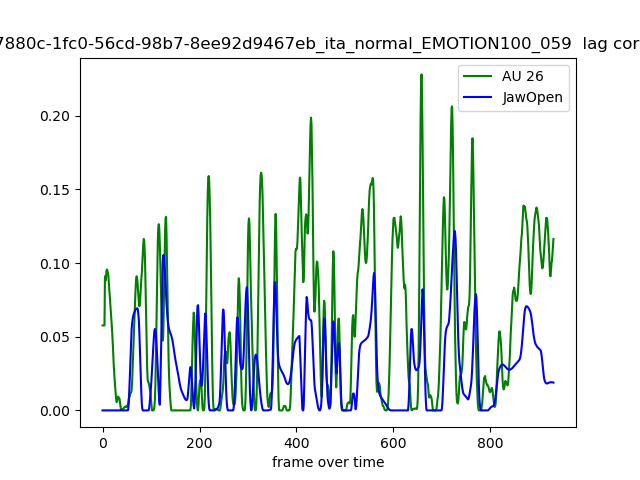 7880c-1fc0-56cd-98b7-8ee92d9467eb_ita_normal_EMOTION100_059 lag cor
AU 26
JawOpen
0.20
0.15
0.10
0.05
0.00
0 200 400 600 800
frame over time